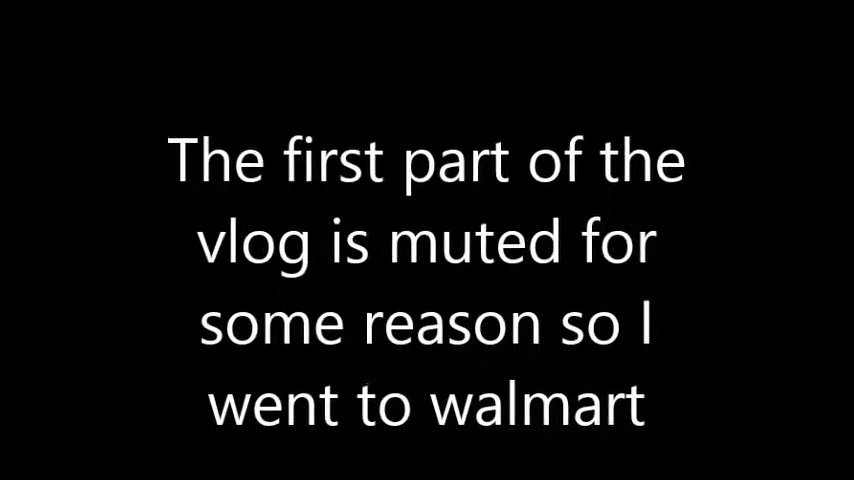 The first part of the
vlog is muted for
some reason so I
went to walmart